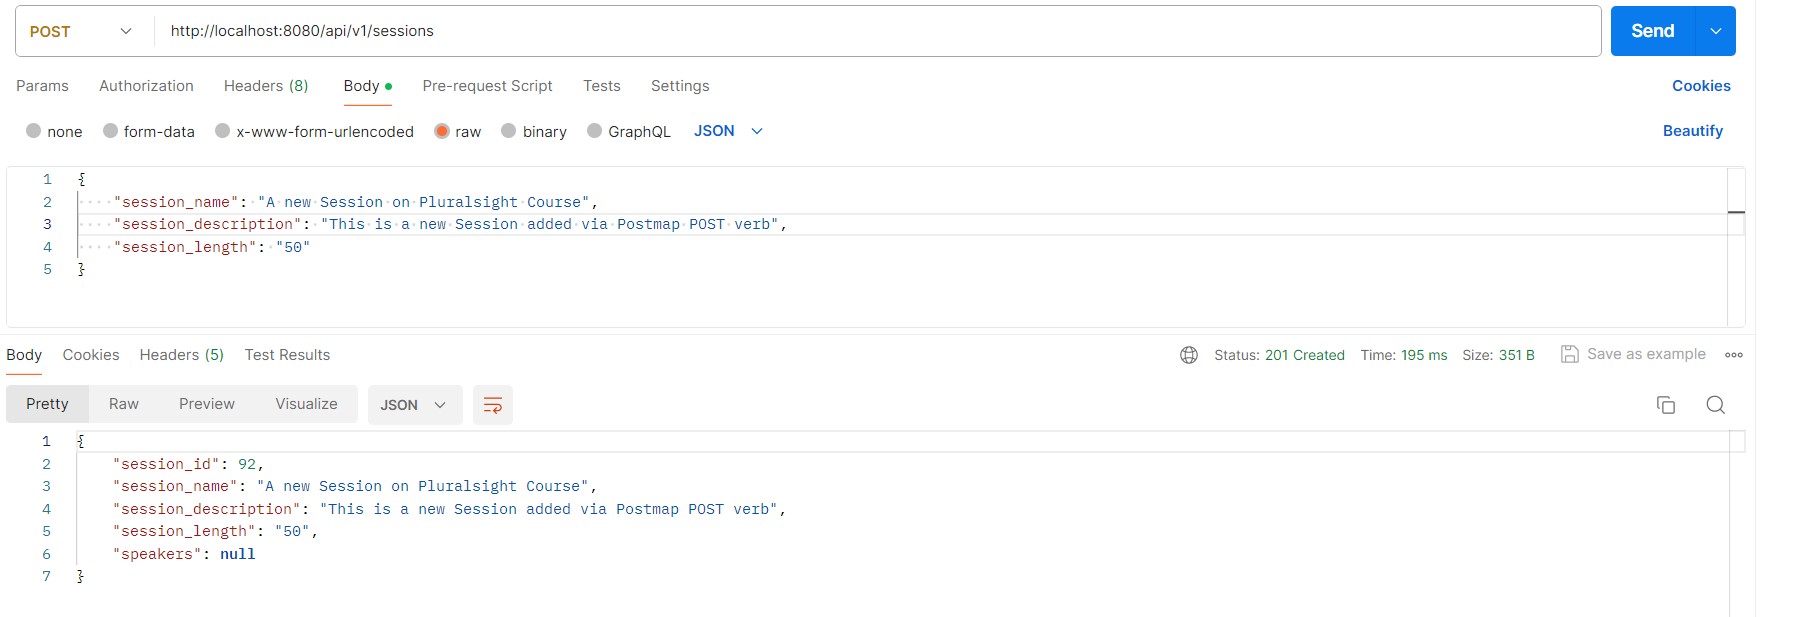 POST http://localhost:8080/api/v1/sessions Send
Params Authorization Headers (8) Body Pre-request Script Tests Settings Cookies
none form-data x-www-form-urlencoded raw binary GraphQL JSON Beautify
1 {
2 "session_name": "A new Session on Pluralsight Course",
3 "session_description": "This is a new Session added via Postmap POST verb",
4 "session_length": "50"
5 }
Body Cookies Headers (5) Test Results Status: 201 Created Time: 195 ms Size: 351 B Save as example
Pretty Raw Preview Visualize JSON
1 {
2 "session_id": 92,
3 "session_name": "A new Session on Pluralsight Course",
4 "session_description": "This is a new Session added via Postmap POST verb",
5 "session_length": "50",
6 "speakers": null
7 }